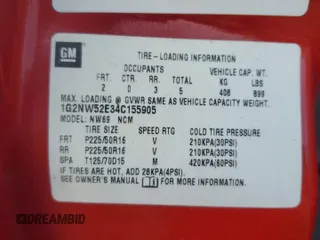 GM
TIRE-LOADING INFORMATION
OCCUPANTS VEHICLE CAP. WT.
FRT CTR. RR. TOTAL KG LBS
2 0 3 5 408 899
MAX. LOADING @ GVWR SAME AS VEHICLE CAPACITY WEIGHT.
1G2NW52E34C155905
MODEL: NW69 NCM
TIRE SIZE SPEED RTG COLD TIRE PRESSURE
FRT P225/50R16 V 210KPA(30PSI)
RR P225/50R16 V 210KPA(30PSI)
SPA T125/70D15 M 420KPA(60PSI)
IF TIRES ARE HOT, ADD 28KPA(4PSI).
SEE OWNER'S MANUAL
FOR MORE INFORMATION
DREAMBID